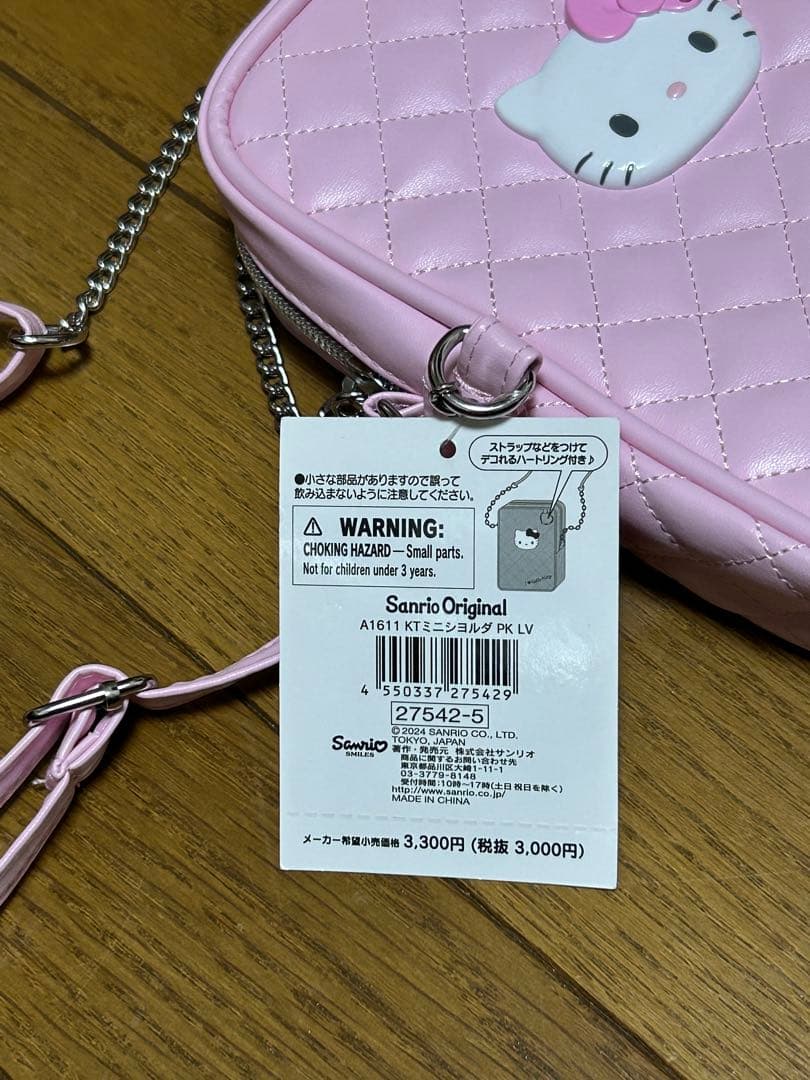 ストラップなどをつけて
デコれるハートリング付き♪
●小さな部品がありますので誤って
飲み込まないように注意してください。
⚠ WARNING:
CHOKING HAZARD — Small parts.
Not for children under 3 years.
Sanrio Original
A1611 KTミニショルダ PK LV
4 550337 275429
27542-5
Sanrio
SMILES
© 2024 SANRIO CO., LTD.
TOKYO, JAPAN
著作・発売元 株式会社サンリオ
商品に関するお問い合わせ先
東京都品川区大崎1-11-1
03-3779-8148
受付時間:10時〜17時(土日祝日を除く)
http://www.sanrio.co.jp/
MADE IN CHINA
メーカー希望小売価格 3,300円 (税抜 3,000円)